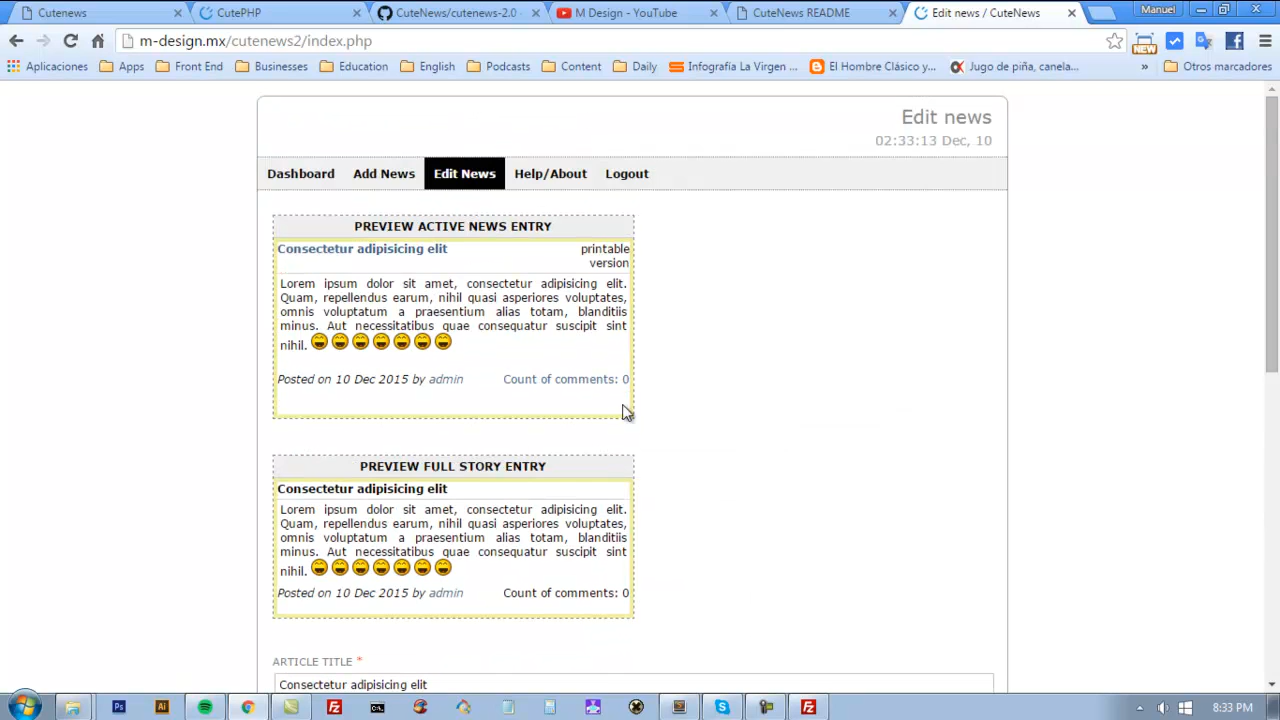 Cutenews
CutePHP
CuteNews/cutenews-2.0
M Design - YouTube
CuteNews README
Edit news / CuteNews
Manuel
m-design.mx/cutenews2/index.php
NEW
Aplicaciones
Apps
Front End
Businesses
Education
English
Podcasts
Content
Daily
Infografía La Virgen ...
El Hombre Clásico y...
Jugo de piña, canela...
»
Otros marcadores
Edit news
02:33:13 Dec, 10
Dashboard
Add News
Edit News
Help/About
Logout
PREVIEW ACTIVE NEWS ENTRY
Consectetur adipisicing elit
printable
version
Lorem ipsum dolor sit amet, consectetur adipisicing elit.
Quam, repellendus earum, nihil quasi asperiores voluptates,
omnis voluptatum a praesentium alias totam, blanditiis
minus. Aut necessitatibus quae consequatur suscipit sint
nihil.
Posted on 10 Dec 2015 by admin
Count of comments: 0
PREVIEW FULL STORY ENTRY
Consectetur adipisicing elit
Lorem ipsum dolor sit amet, consectetur adipisicing elit.
Quam, repellendus earum, nihil quasi asperiores voluptates,
omnis voluptatum a praesentium alias totam, blanditiis
minus. Aut necessitatibus quae consequatur suscipit sint
nihil.
Posted on 10 Dec 2015 by admin
Count of comments: 0
ARTICLE TITLE *
Consectetur adipisicing elit
Ps
Ai
Fz
Fz
8:33 PM